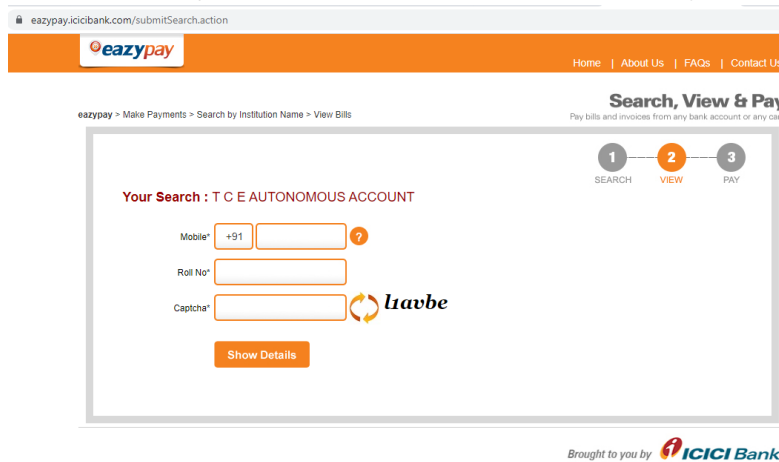 eazypay.icicibank.com/submitSearch.action
eazypay
Home | About Us | FAQs | Contact Us
Search, View & Pay
eazypay > Make Payments > Search by Institution Name > View Bills
Pay bills and invoices from any bank account or any car
1 2 3
SEARCH VIEW PAY
Your Search : T C E AUTONOMOUS ACCOUNT
Mobile* +91 ?
Roll No*
Captcha* l1avbe
Show Details
Brought to you by ICICI Bank